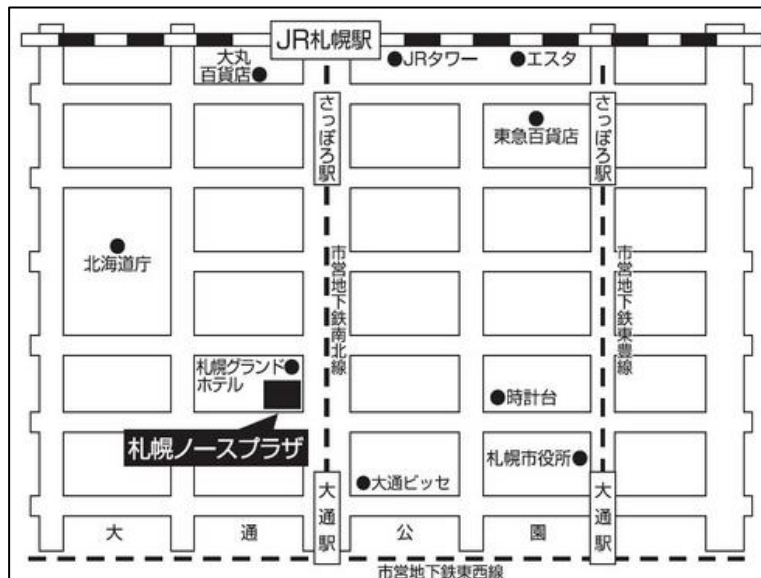 JR札幌駅
大丸
百貨店
JRタワー
エスタ
さっぽろ駅
東急百貨店
さっぽろ駅
北海道庁
市営地下鉄南北線
市営地下鉄東豊線
札幌グランド
ホテル
時計台
札幌ノースプラザ
札幌市役所
大通ビッセ
大通駅
大通駅
大通公園
市営地下鉄東西線